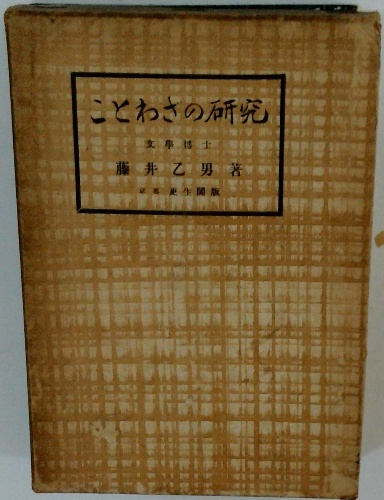 ことわざの研究
文學博士
藤井乙男著
京都 更生閣版